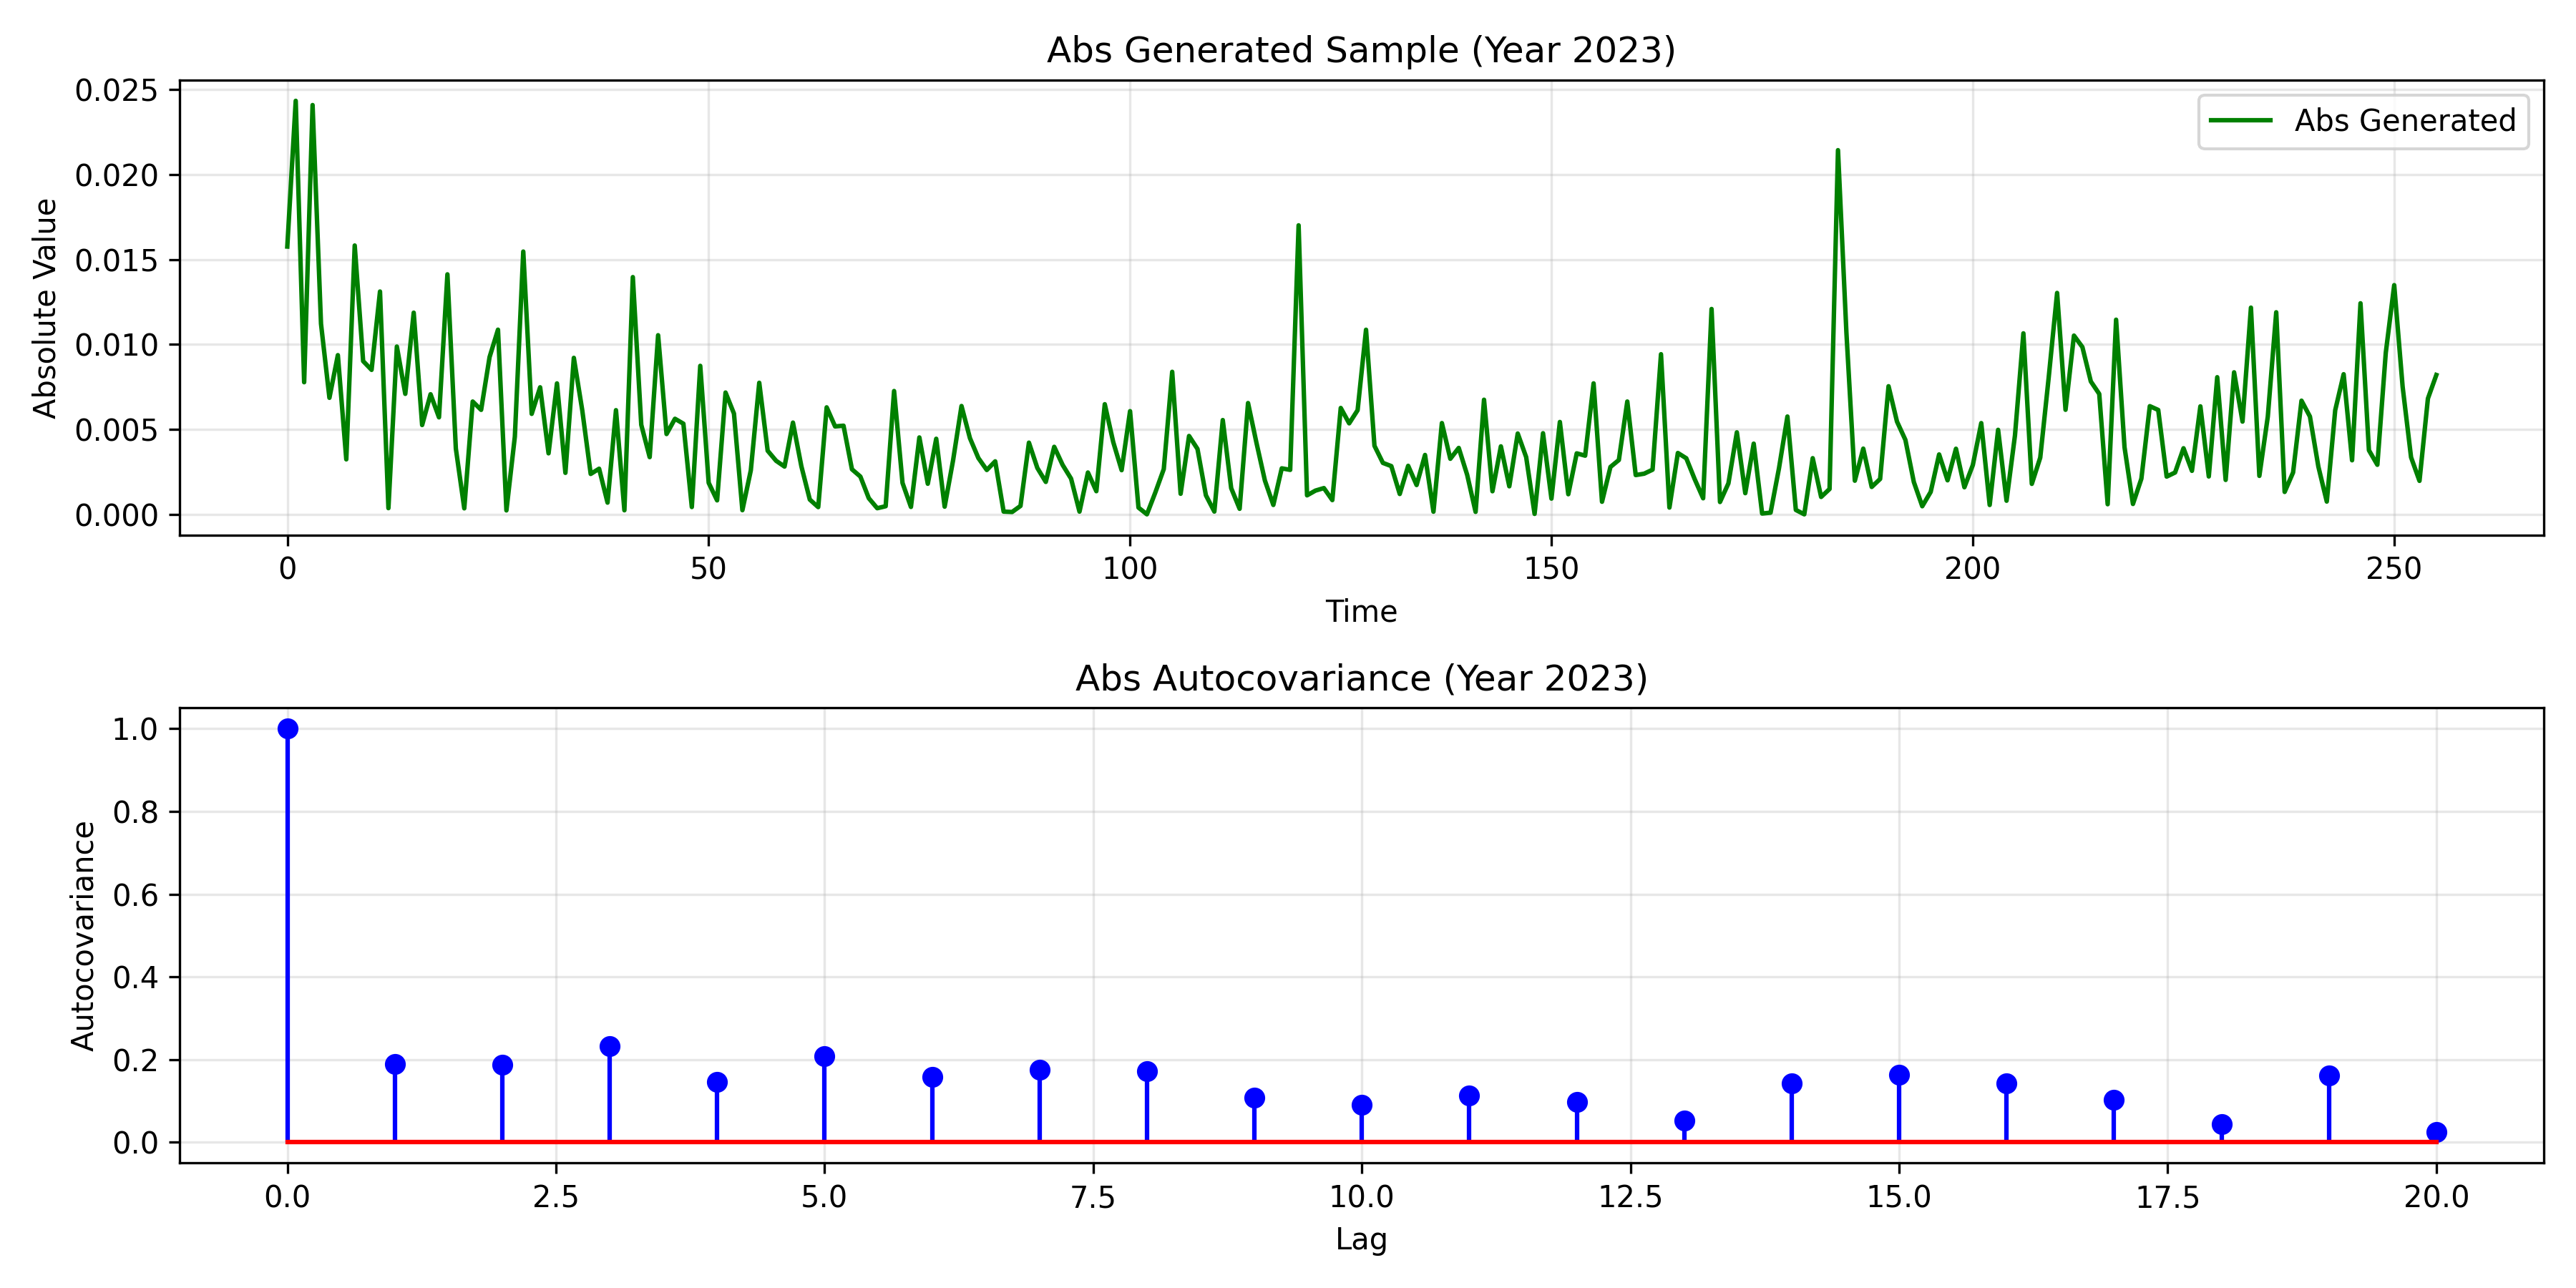 Abs Generated Sample (Year 2023)
0.025
0.020
0.015
0.010
0.005
0.000
Absolute Value
Abs Generated
0 50 100 150 200 250
Time
Abs Autocovariance (Year 2023)
1.0
0.8
0.6
0.4
0.2
0.0
Autocovariance
0.0 2.5 5.0 7.5 10.0 12.5 15.0 17.5 20.0
Lag